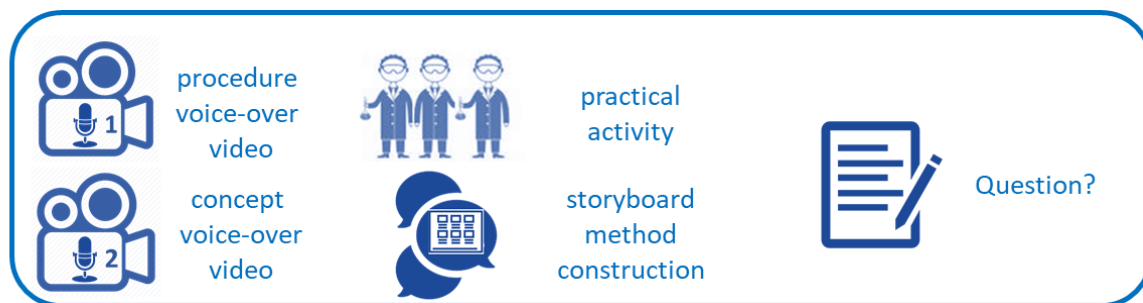 1
procedure
voice-over
video
practical
activity
2
concept
voice-over
video
storyboard
method
construction
Question?